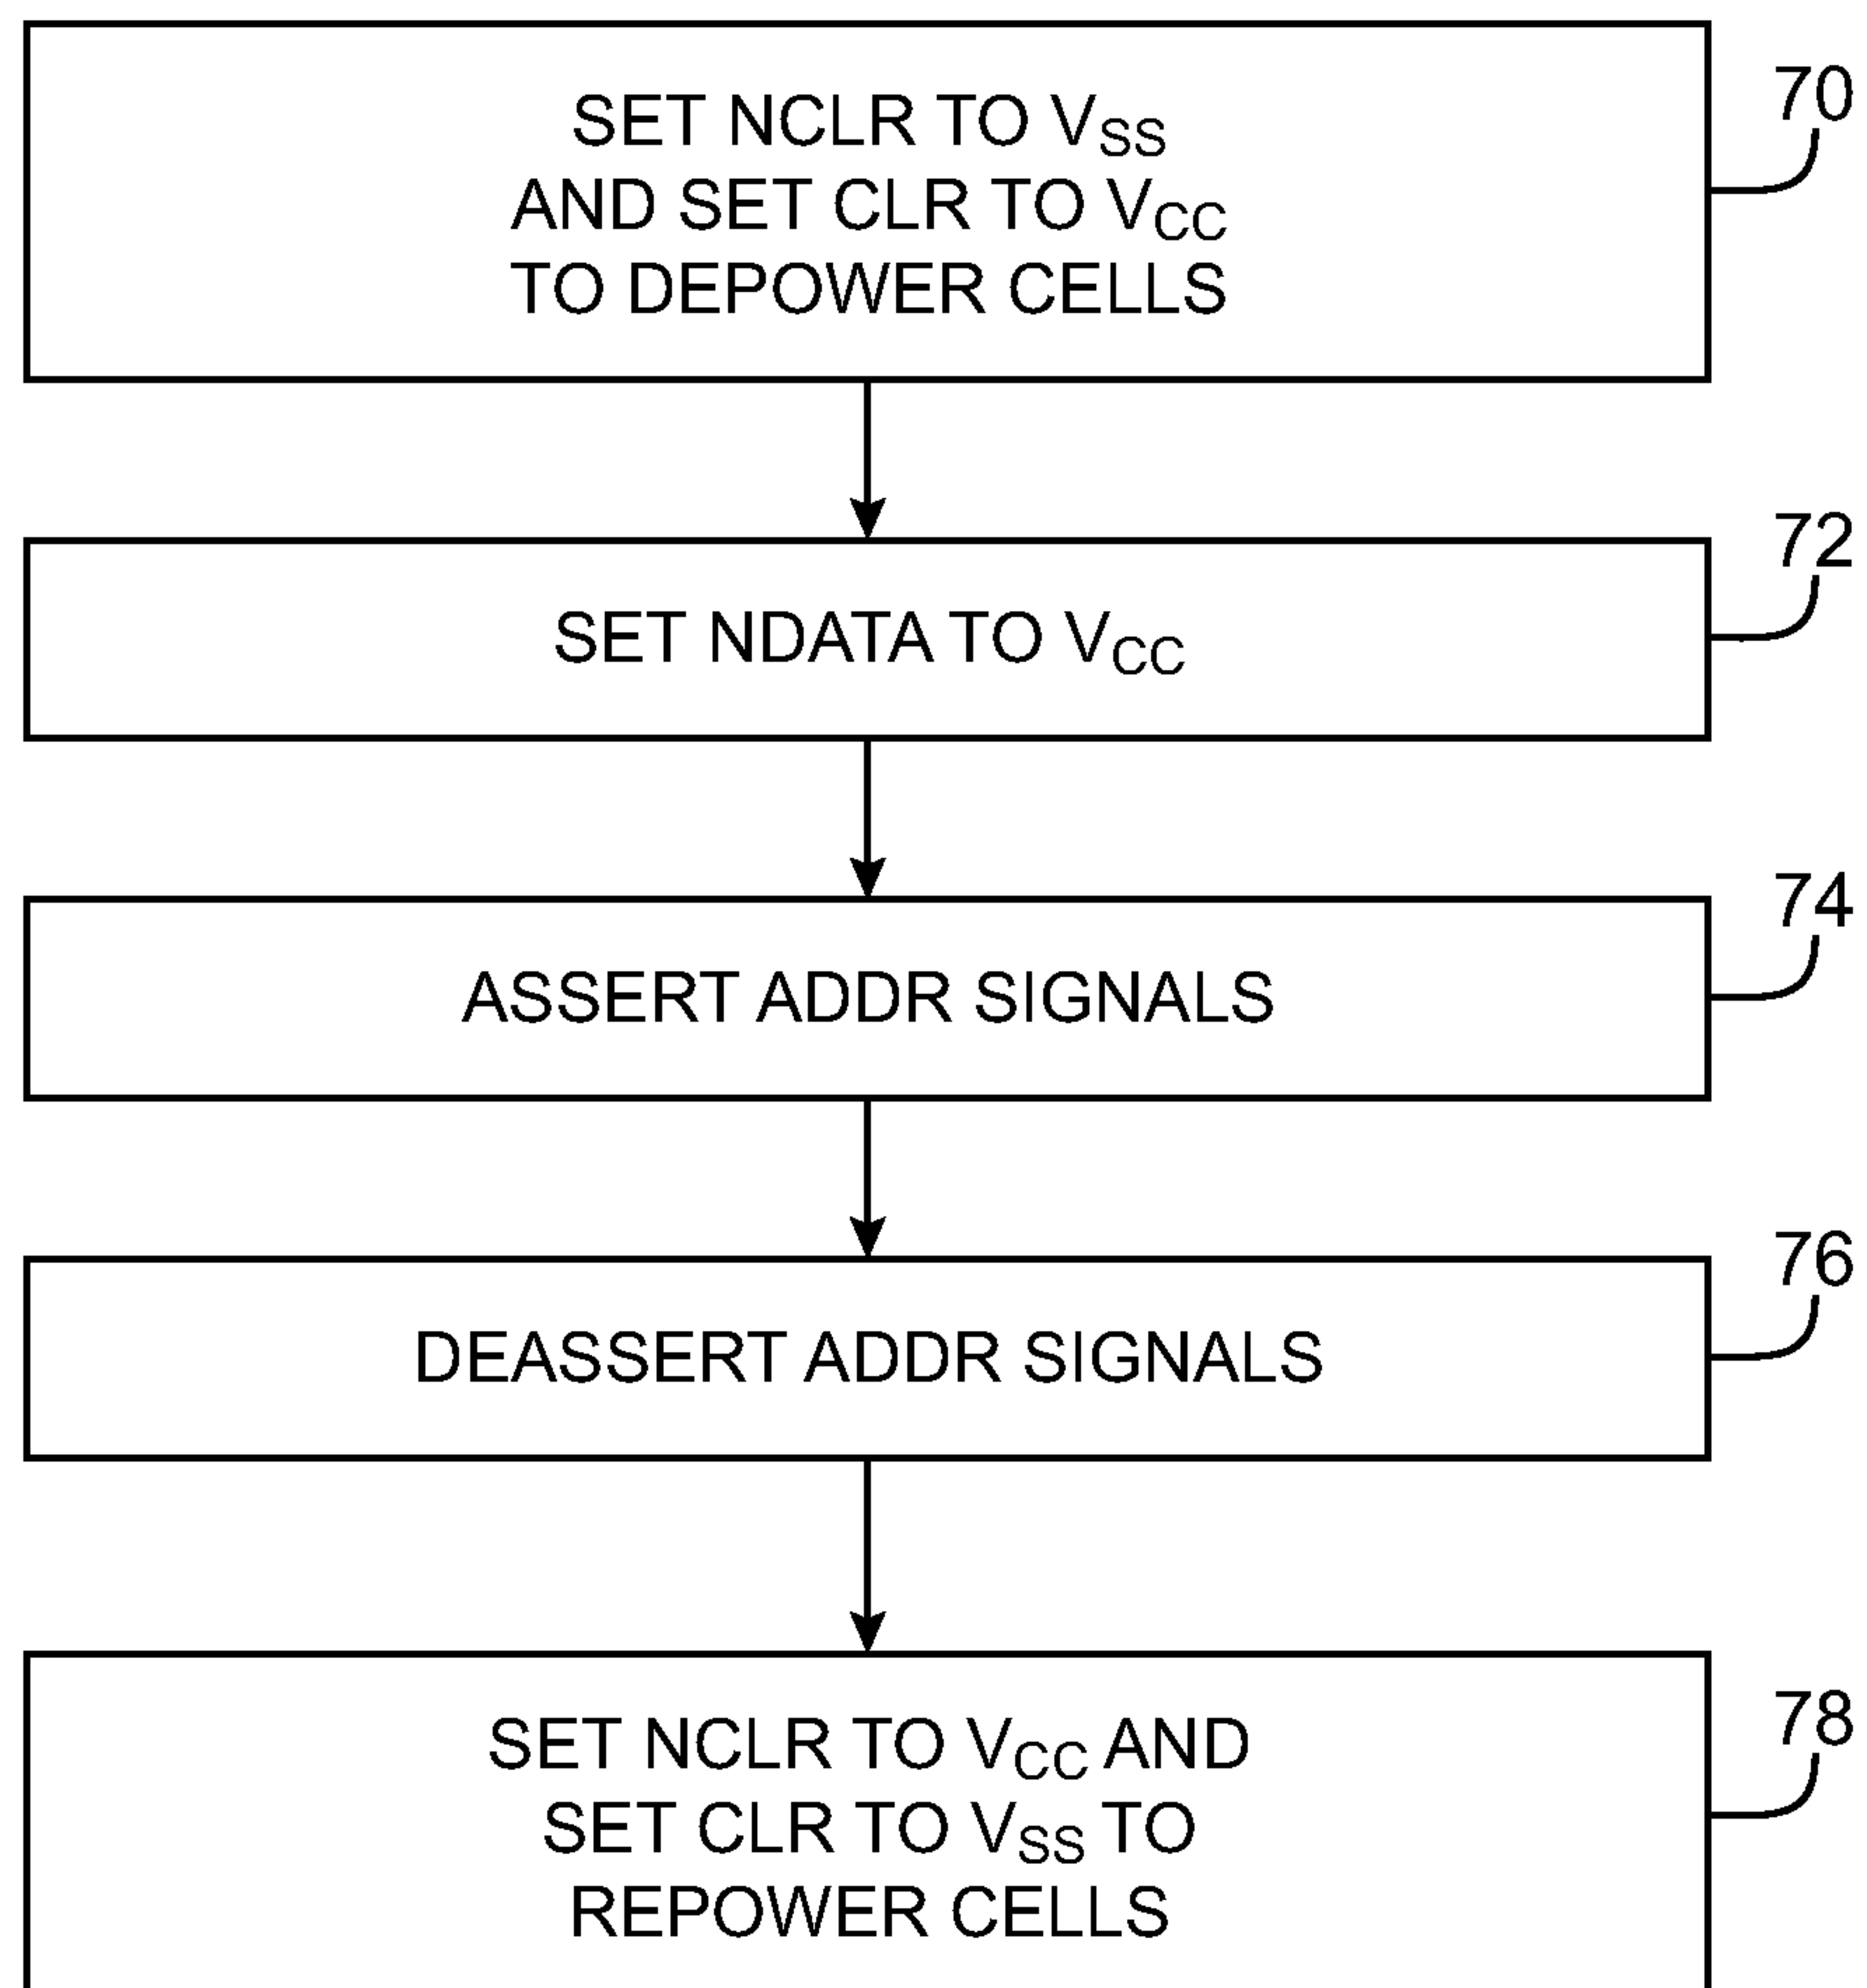 SET NCLR TO VSS
AND SET CLR TO VCC
TO DEPOWER CELLS
70
SET NDATA TO VCC
72
ASSERT ADDR SIGNALS
74
DEASSERT ADDR SIGNALS
76
SET NCLR TO VCC AND
SET CLR TO VSS TO
REPOWER CELLS
78